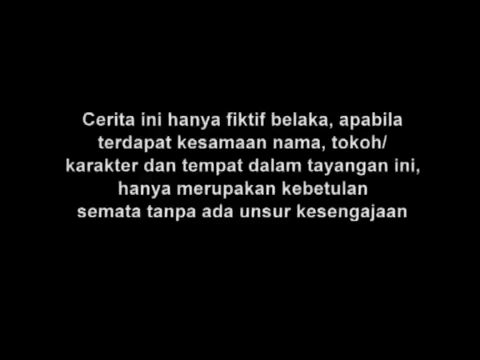 Cerita ini hanya fiktif belaka, apabila
terdapat kesamaan nama, tokoh/
karakter dan tempat dalam tayangan ini,
hanya merupakan kebetulan
semata tanpa ada unsur kesengajaan